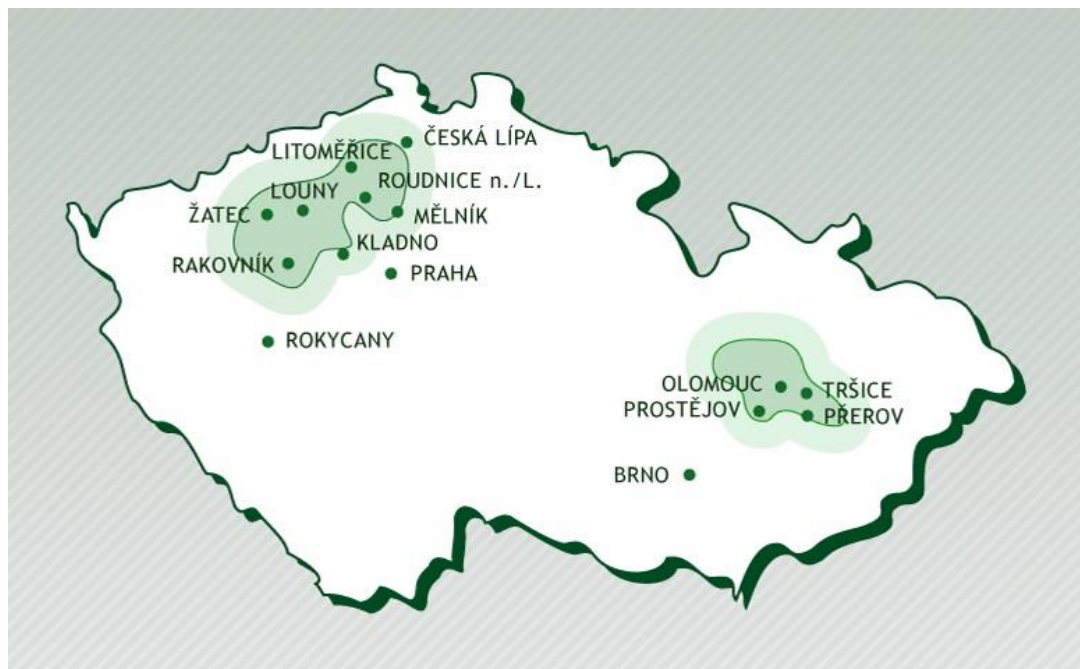 ČESKÁ LÍPA
LITOMĚŘICE
ROUDNICE n./L.
LOUNY
ŽATEC
MĚLNÍK
KLADNO
RAKOVNÍK
PRAHA
ROKYCANY
OLOMOUC
TRŠICE
PROSTĚJOV
PŘEROV
BRNO